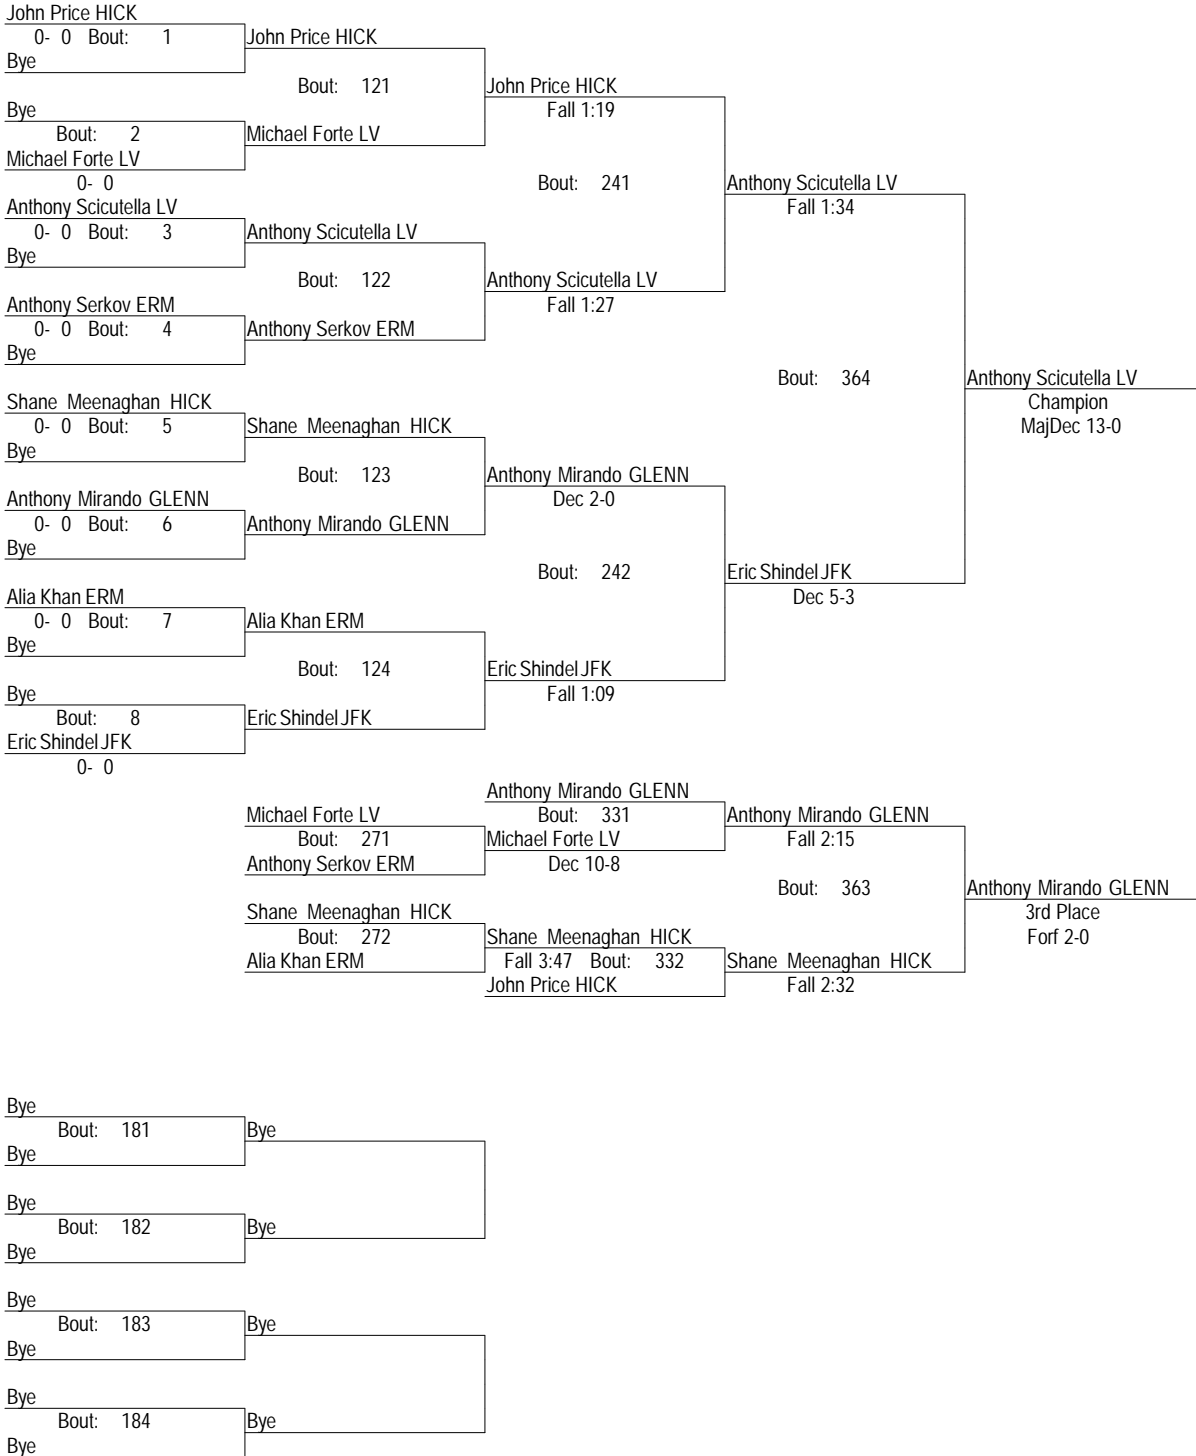 John Price HICK
0- 0 Bout: 1 John Price HICK
Bye
Bout: 121 John Price HICK
Bye Fall 1:19
Bout: 2 Michael Forte LV
Michael Forte LV
0- 0 Bout: 241 Anthony Scicutella LV
Anthony Scicutella LV Fall 1:34
0- 0 Bout: 3 Anthony Scicutella LV
Bye
Bout: 122 Anthony Scicutella LV
Anthony Serkov ERM Fall 1:27
0- 0 Bout: 4 Anthony Serkov ERM
Bye
Bout: 364 Anthony Scicutella LV
Shane Meenaghan HICK Champion
0- 0 Bout: 5 Shane Meenaghan HICK MajDec 13-0
Bye
Bout: 123 Anthony Mirando GLENN
Anthony Mirando GLENN Dec 2-0
0- 0 Bout: 6 Anthony Mirando GLENN
Bye
Bout: 242 Eric Shindel JFK
Alia Khan ERM Dec 5-3
0- 0 Bout: 7 Alia Khan ERM
Bye
Bout: 124 Eric Shindel JFK
Bye Fall 1:09
Bout: 8 Eric Shindel JFK
Eric Shindel JFK
0- 0
Anthony Mirando GLENN
Michael Forte LV Bout: 331 Anthony Mirando GLENN
Bout: 271 Michael Forte LV Fall 2:15
Anthony Serkov ERM Dec 10-8
Bout: 363 Anthony Mirando GLENN
Shane Meenaghan HICK 3rd Place
Bout: 272 Shane Meenaghan HICK Forf 2-0
Alia Khan ERM Fall 3:47 Bout: 332 Shane Meenaghan HICK
John Price HICK Fall 2:32
Bye
Bout: 181 Bye
Bye
Bye
Bout: 182 Bye
Bye
Bye
Bout: 183 Bye
Bye
Bye
Bout: 184 Bye
Bye